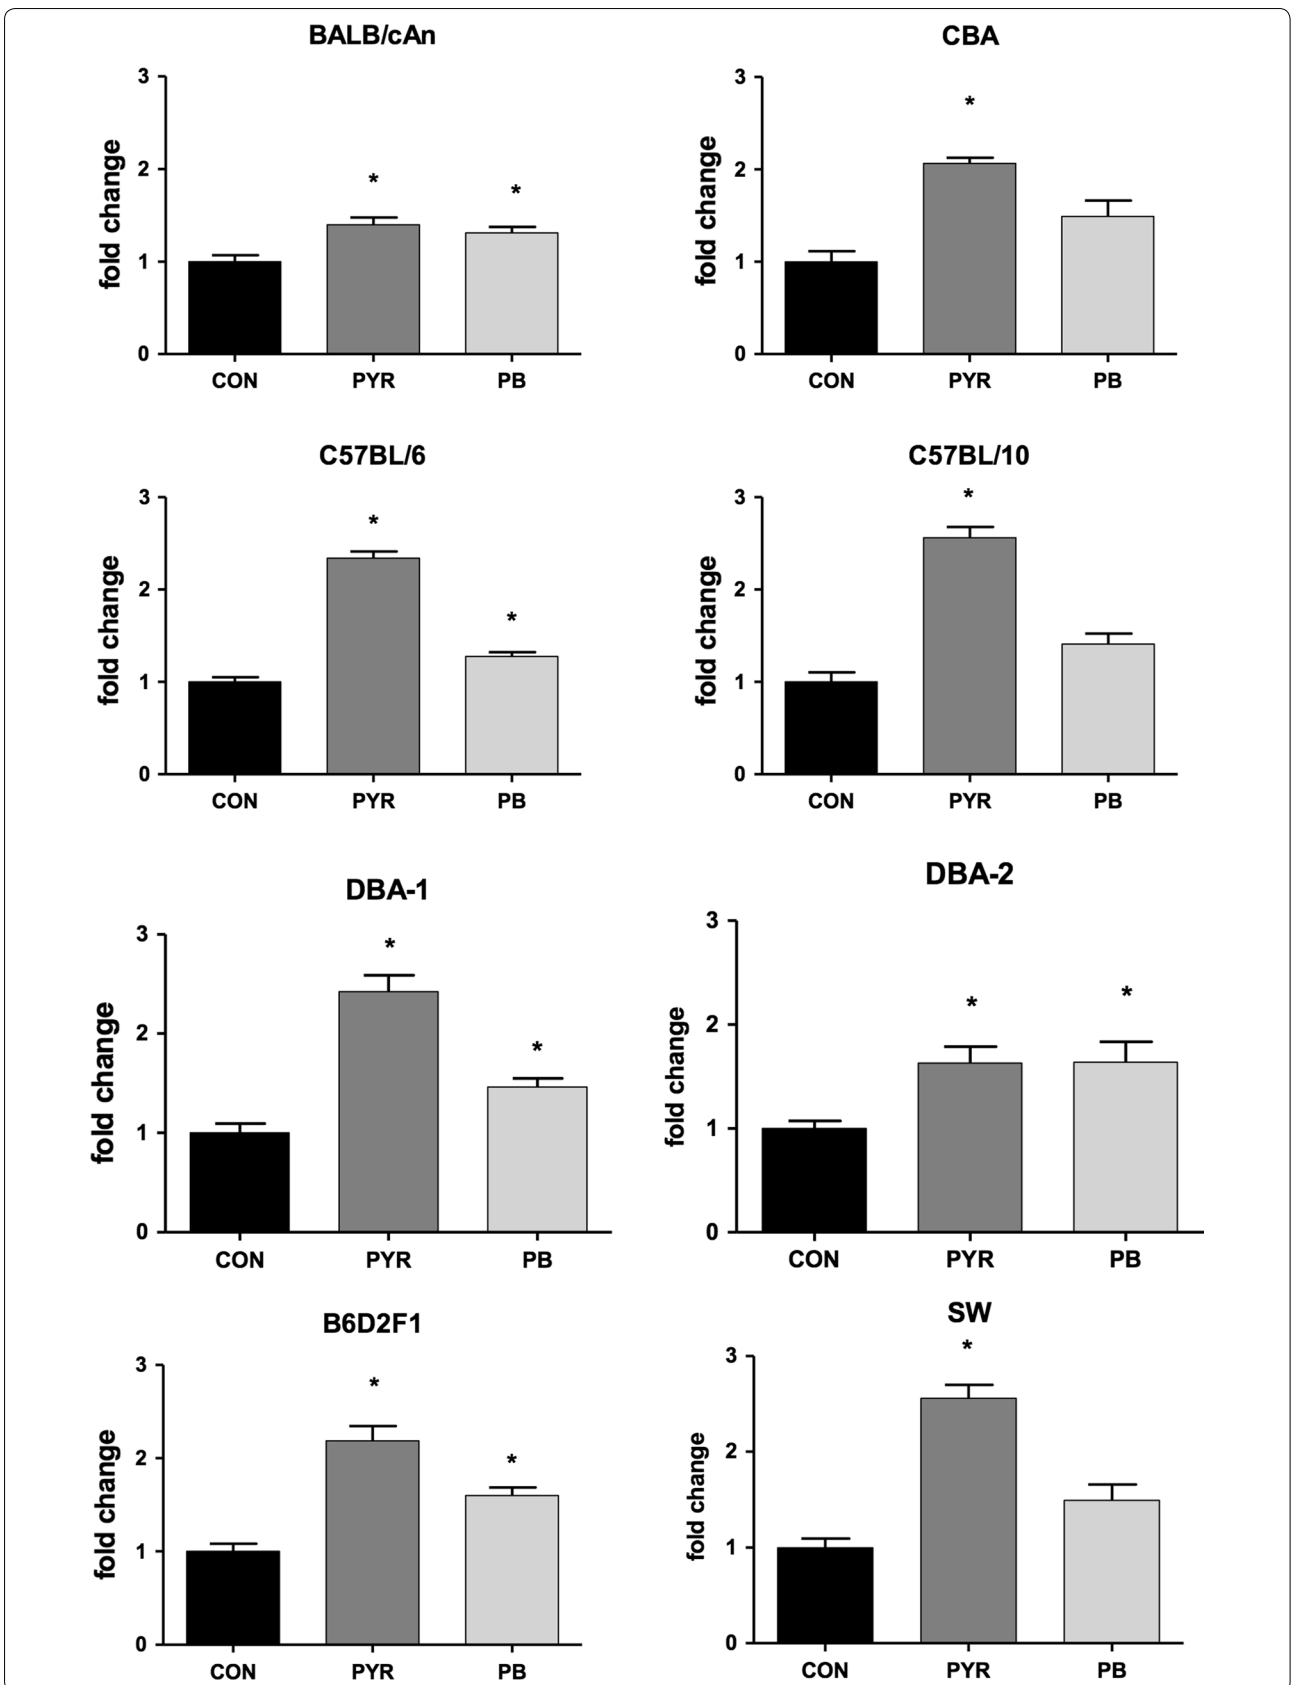 BALB/cAn
CBA
3
2
1
0
fold change
*
*
CON PYR PB
3
2
1
0
fold change
*
CON PYR PB
C57BL/6
C57BL/10
3
2
1
0
fold change
*
*
CON PYR PB
3
2
1
0
fold change
*
CON PYR PB
DBA-1
DBA-2
3
2
1
0
fold change
*
*
CON PYR PB
3
2
1
0
fold change
*
*
CON PYR PB
B6D2F1
SW
3
2
1
0
fold change
*
*
CON PYR PB
3
2
1
0
fold change
*
CON PYR PB